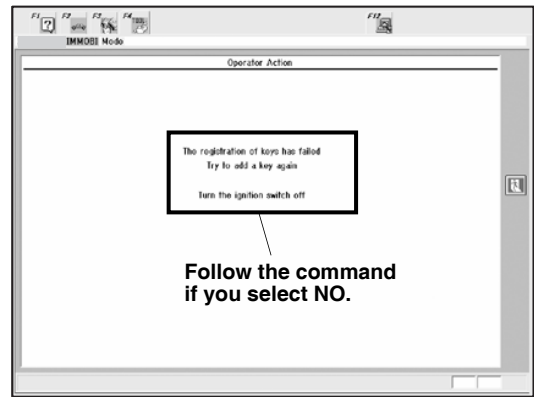 F1 F2 F3 F4 F12
IMMOBI Mode
Operator Action
The registration of keys has failed
Try to add a key again
Turn the ignition switch off
Follow the command
if you select NO.